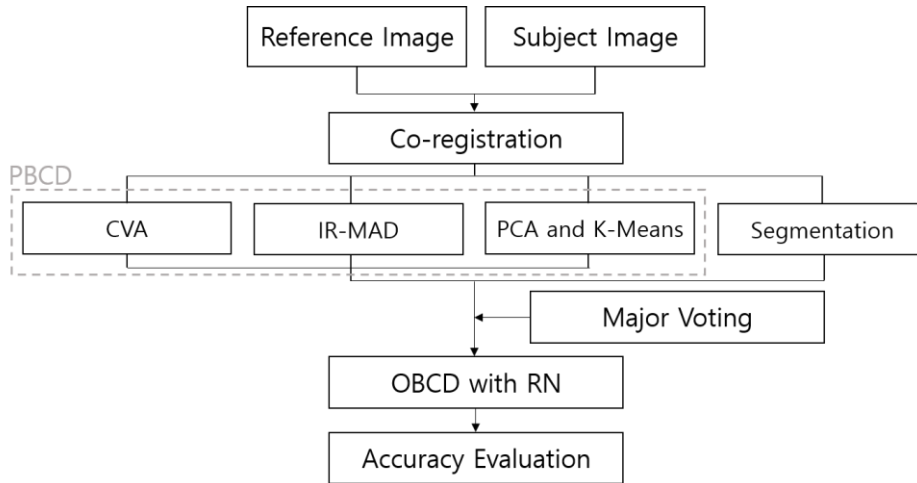 Reference Image
Subject Image
Co-registration
PBCD
CVA
IR-MAD
PCA and K-Means
Segmentation
Major Voting
OBCD with RN
Accuracy Evaluation